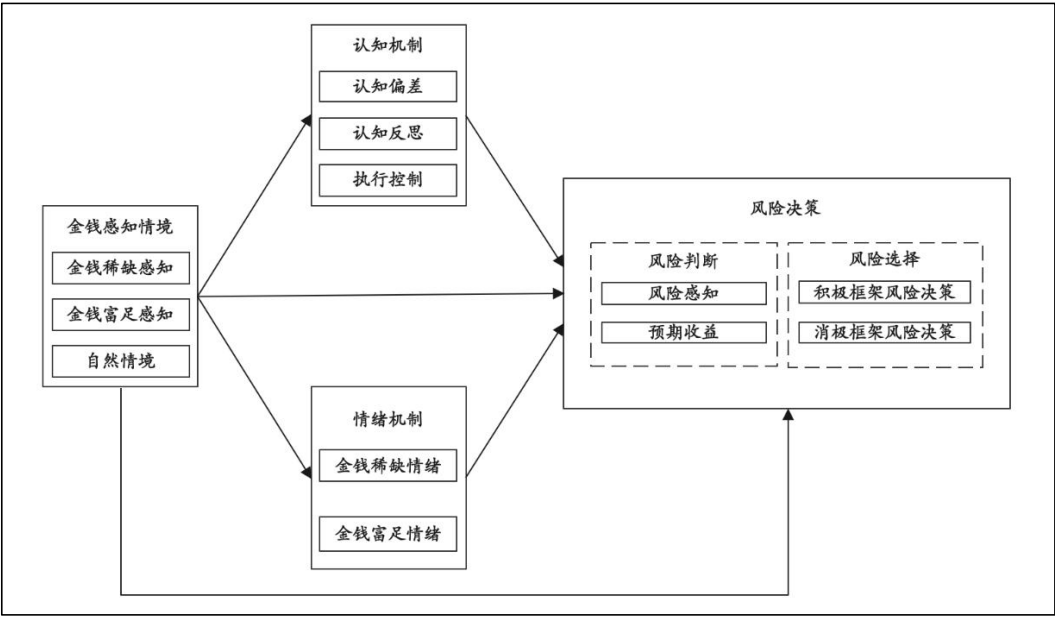 认知机制
认知偏差
认知反思
执行控制
金钱感知情境
金钱稀缺感知
金钱富足感知
自然情境
情绪机制
金钱稀缺情绪
金钱富足情绪
风险决策
风险判断
风险感知
预期收益
风险选择
积极框架风险决策
消极框架风险决策